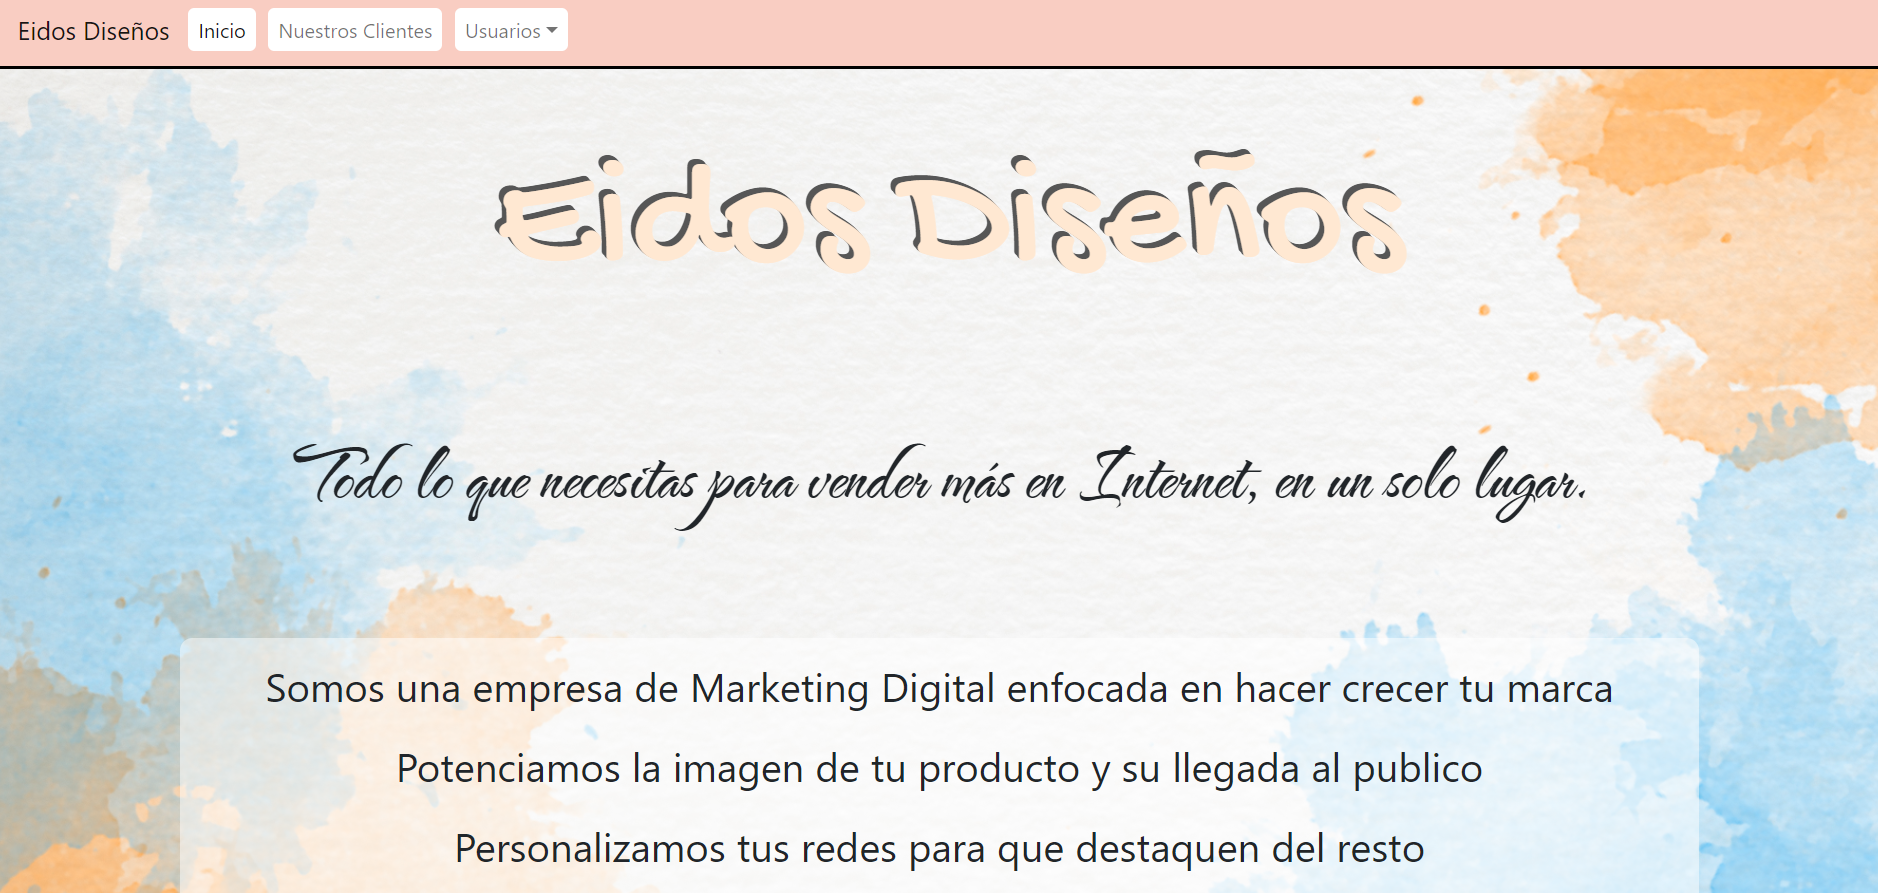 Eidos Diseños Inicio Nuestros Clientes Usuarios
Eidos Diseños
Todo lo que necesitas para vender más en Internet, en un solo lugar.
Somos una empresa de Marketing Digital enfocada en hacer crecer tu marca
Potenciamos la imagen de tu producto y su llegada al publico
Personalizamos tus redes para que destaquen del resto